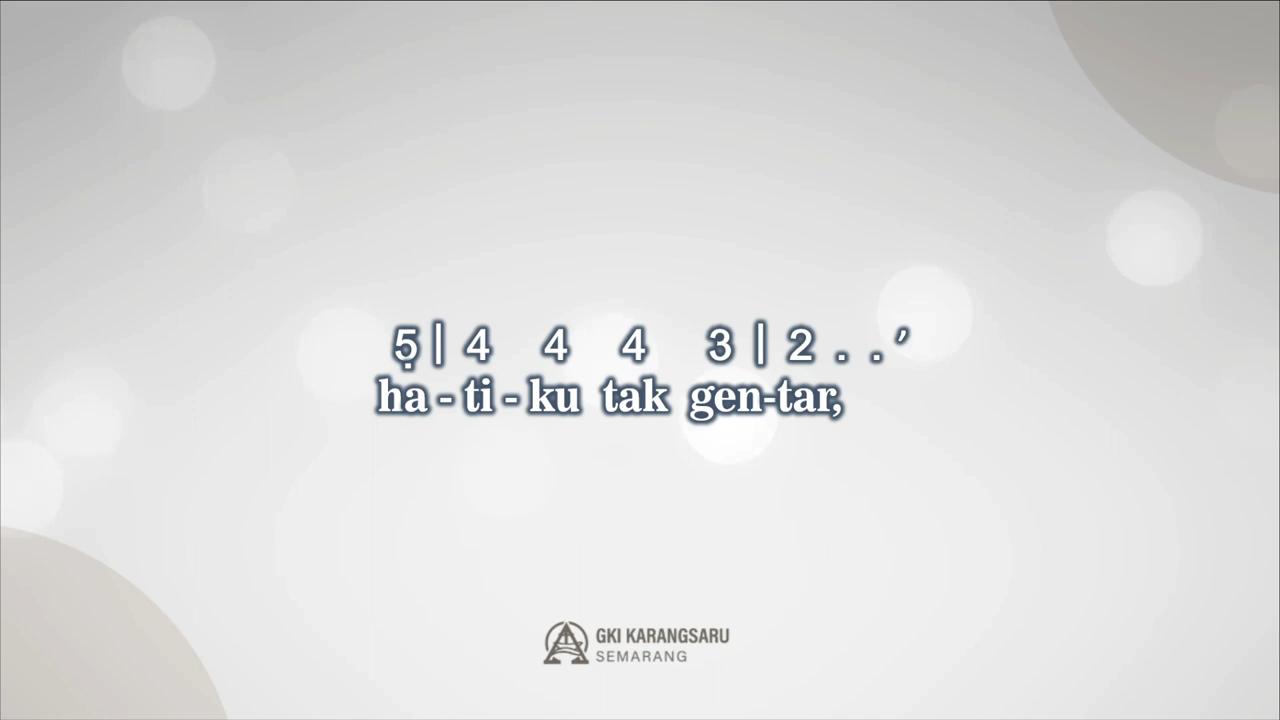 5̣ | 4 4 4 3 | 2 . . ’
ha - ti - ku tak gen-tar,
GKI KARANGSARU
SEMARANG